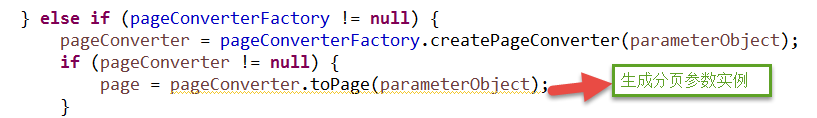 } else if (pageConverterFactory != null) {
pageConverter = pageConverterFactory.createPageConverter(parameterObject);
if (pageConverter != null) {
page = pageConverter.toPage(parameterObject); 生成分页参数实例
}